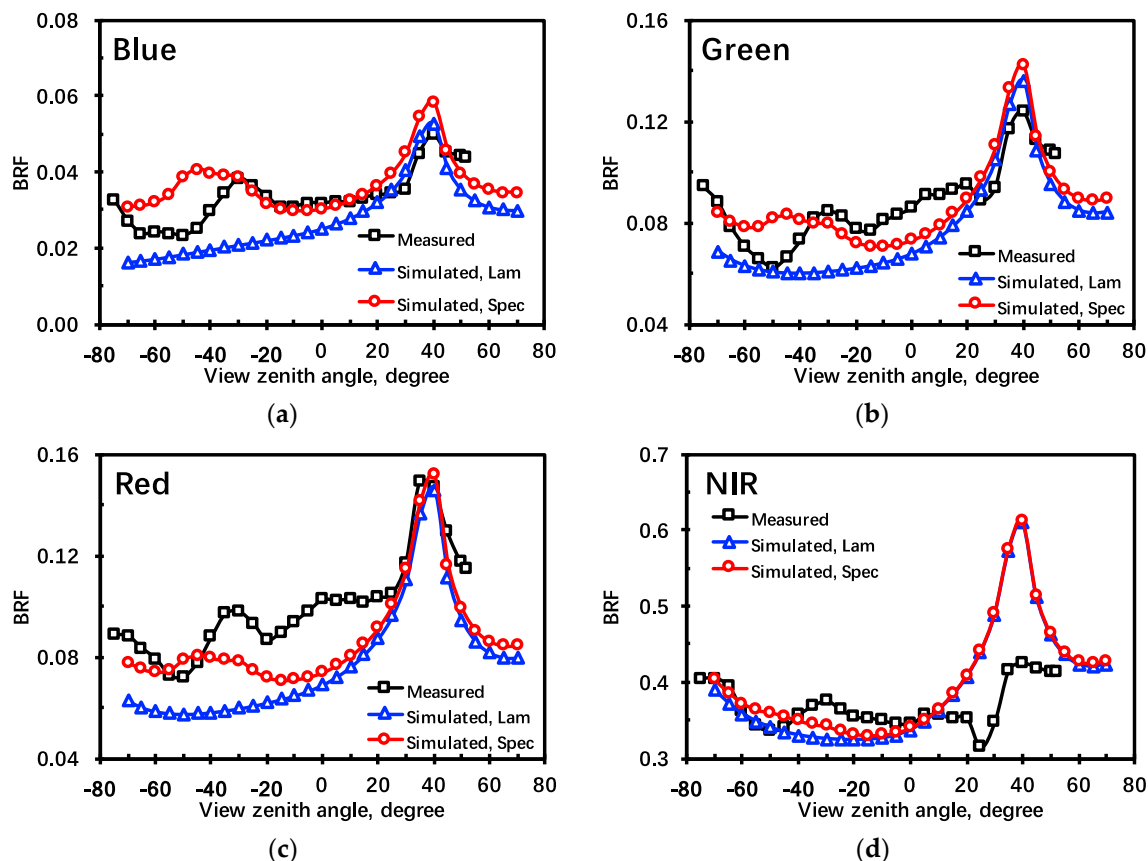 Blue
BRF
0.08
0.06
0.04
0.02
0.00
Measured
Simulated, Lam
Simulated, Spec
-80 -60 -40 -20 0 20 40 60 80
View zenith angle, degree
(a)
Green
BRF
0.16
0.12
0.08
0.04
Measured
Simulated, Lam
Simulated, Spec
-80 -60 -40 -20 0 20 40 60 80
View zenith angle, degree
(b)
Red
BRF
0.16
0.12
0.08
0.04
Measured
Simulated, Lam
Simulated, Spec
-80 -60 -40 -20 0 20 40 60 80
View zenith angle, degree
(c)
NIR
BRF
0.7
0.6
0.5
0.4
0.3
Measured
Simulated, Lam
Simulated, Spec
-80 -60 -40 -20 0 20 40 60 80
View zenith angle, degree
(d)